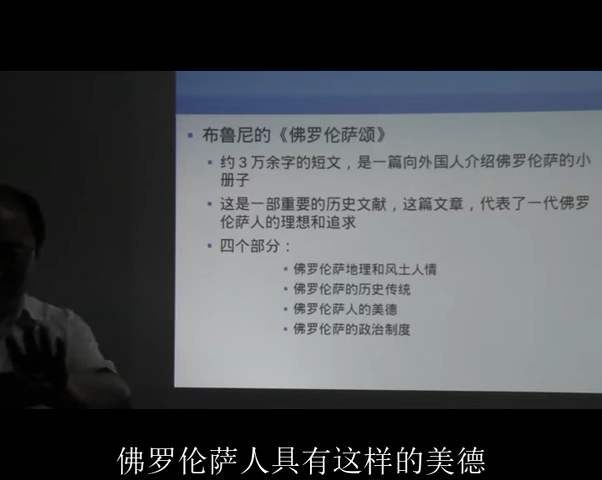 布鲁尼的《佛罗伦萨颂》
约３万余字的短文，是一篇向外国人介绍佛罗伦萨的小
册子
这是一部重要的历史文献，这篇文章，代表了一代佛罗
伦萨人的理想和追求
四个部分：
佛罗伦萨地理和风土人情
佛罗伦萨的历史传统
佛罗伦萨人的美德
佛罗伦萨的政治制度
佛罗伦萨人具有这样的美德